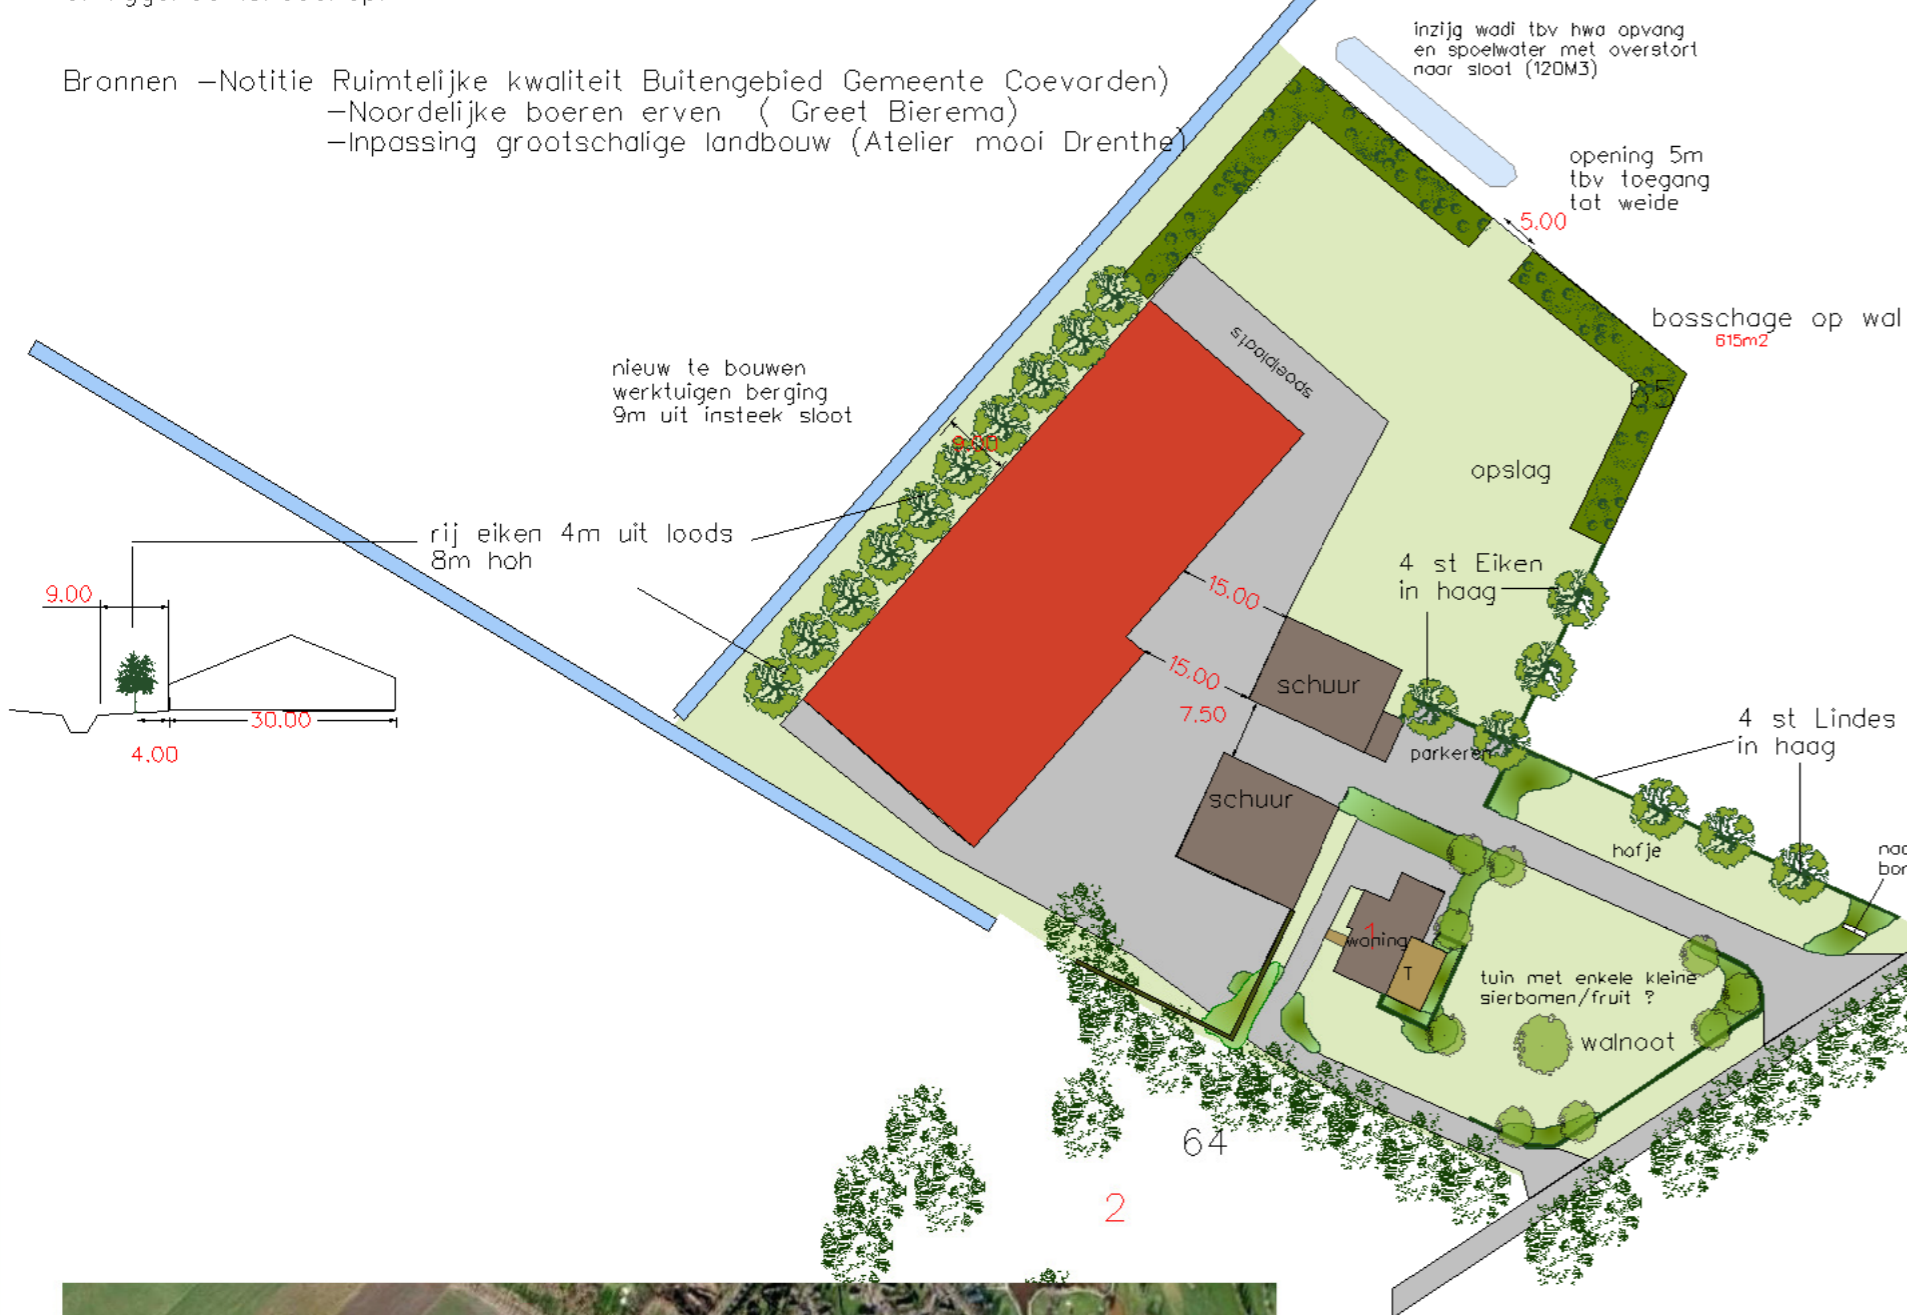 Bronnen -Notitie Ruimtelijke kwaliteit Buitengebied Gemeente Coevorden)
-Noordelijke boeren erven ( Greet Bierema)
-Inpassing grootschalige landbouw (Atelier mooi Drenthe)
inzijg wadi tbv hwa opvang
en spoelwater met overstort
naar sloot (120M3)
opening 5m
tbv toegang
tot weide
5.00
bosschage op wal
615m2
65
spoelplaats
nieuw te bouwen
werktuigen berging
9m uit insteek sloot
9.00
opslag
rij eiken 4m uit loods
8m hoh
4 st Eiken
in haag
9.00
30.00
4.00
15.00
15.00
7.50
schuur
parkeren
4 st Lindes
in haag
schuur
hofje
woning
1
T
tuin met enkele kleine
sierbomen/fruit ?
walnoot
64
2